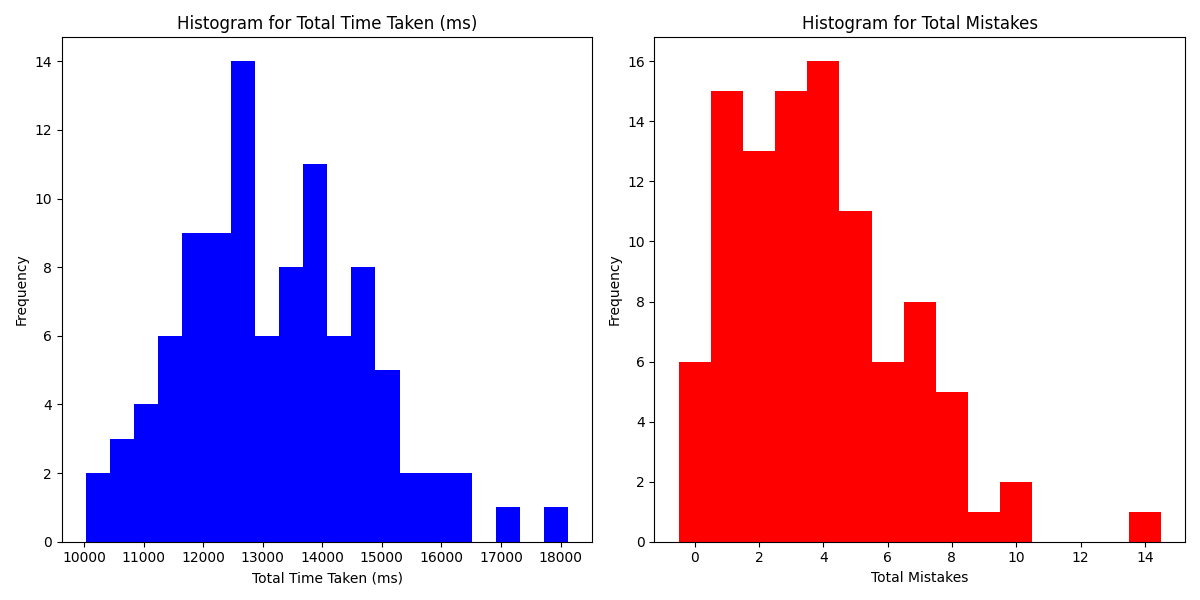 Histogram for Total Time Taken (ms)
Frequency
14
12
10
8
6
4
2
0
10000 11000 12000 13000 14000 15000 16000 17000 18000
Total Time Taken (ms)
Histogram for Total Mistakes
Frequency
16
14
12
10
8
6
4
2
0
0 2 4 6 8 10 12 14
Total Mistakes